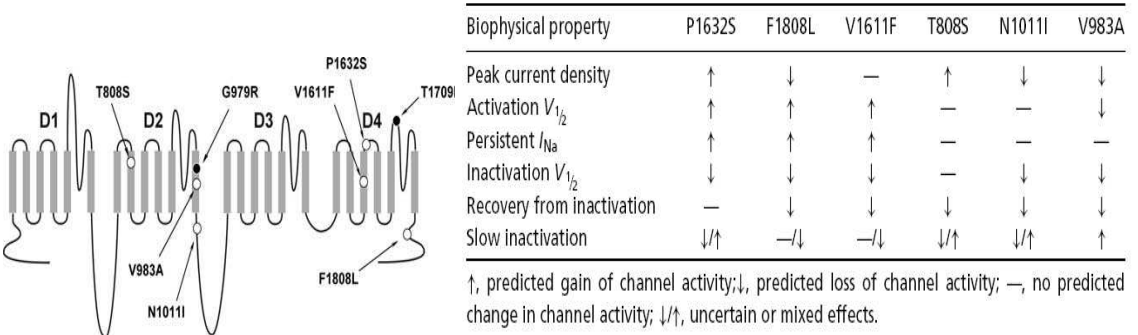 P1632S
T808S
G979R
V1611F
D1
D2
D3
D4
V983A
F1808L
N1011I
Biophysical property P1632S F1808L V1611F T808S N1011I V983A
Peak current density ↑ ↓ — ↑ ↓ ↓
Activation V1/2 ↑ ↑ ↑ — — ↓
Persistent INa ↑ ↑ ↑ — — —
Inactivation V1/2 ↓ ↓ ↓ — ↓ ↓
Recovery from inactivation — ↓ ↓ ↓ ↓ ↓
Slow inactivation ↓/↑ —/↓ —/↓ ↓/↑ ↓/↑ ↑
↑, predicted gain of channel activity;↓, predicted loss of channel activity; —, no predicted
change in channel activity; ↓/↑, uncertain or mixed effects.